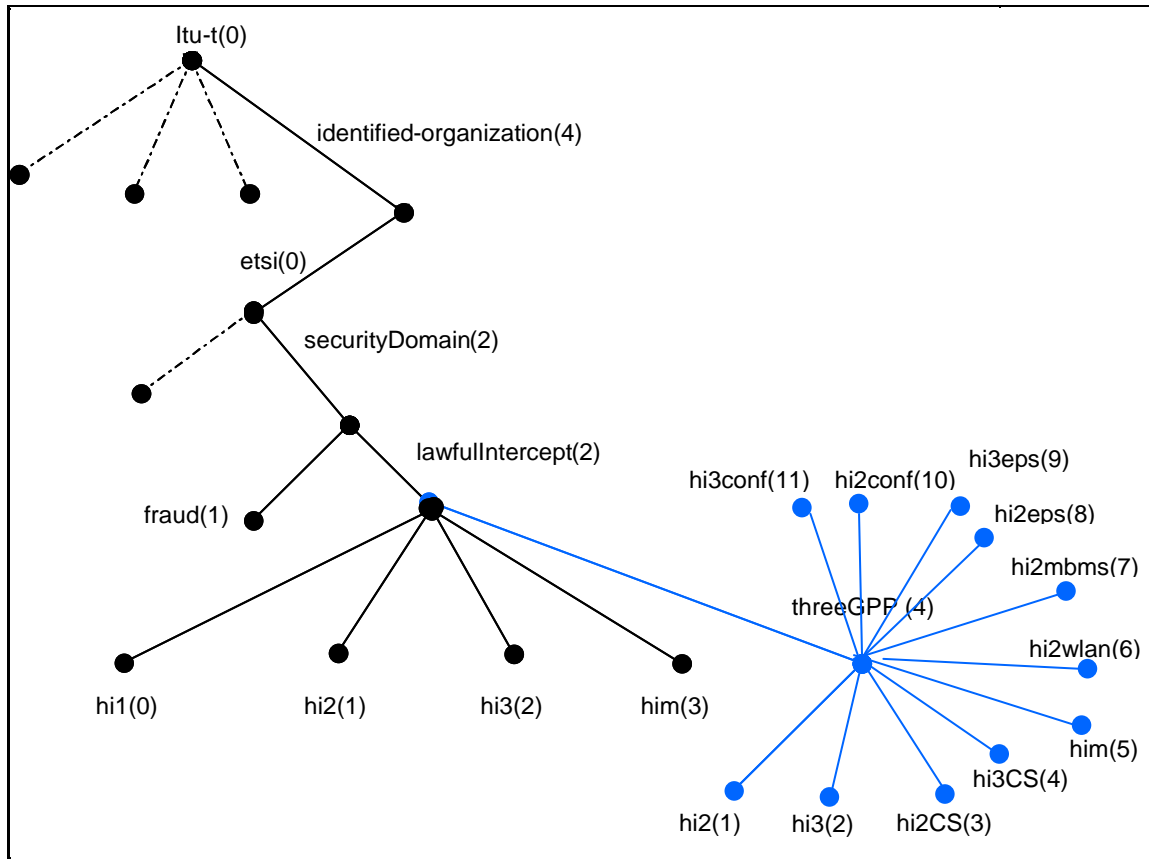 Itu-t(0)
identified-organization(4)
etsi(0)
securityDomain(2)
lawfulIntercept(2)
fraud(1)
hi3eps(9)
hi3conf(11)
hi2conf(10)
hi2eps(8)
hi2mbms(7)
threeGPP (4)
hi2wlan(6)
hi1(0)
hi2(1)
hi3(2)
him(3)
him(5)
hi3CS(4)
hi2(1)
hi3(2)
hi2CS(3)